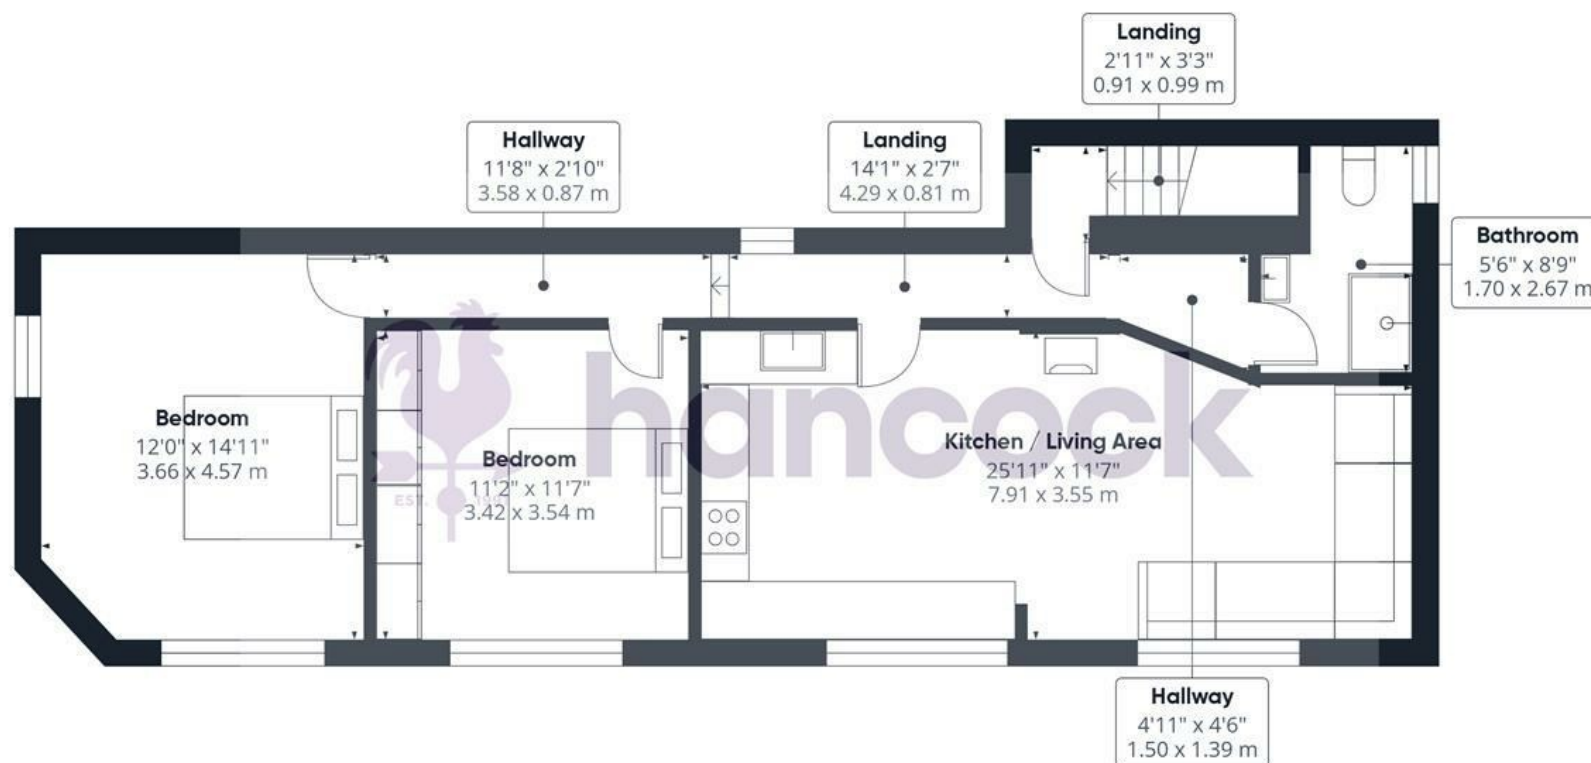 Landing
2'11" x 3'3"
0.91 x 0.99 m
Hallway
11'8" x 2'10"
3.58 x 0.87 m
Landing
14'1" x 2'7"
4.29 x 0.81 m
Bathroom
5'6" x 8'9"
1.70 x 2.67 m
Bedroom
12'0" x 14'11"
3.66 x 4.57 m
Bedroom
11'2" x 11'7"
3.42 x 3.54 m
Kitchen / Living Area
25'11" x 11'7"
7.91 x 3.55 m
hancock
EST.
Hallway
4'11" x 4'6"
1.50 x 1.39 m